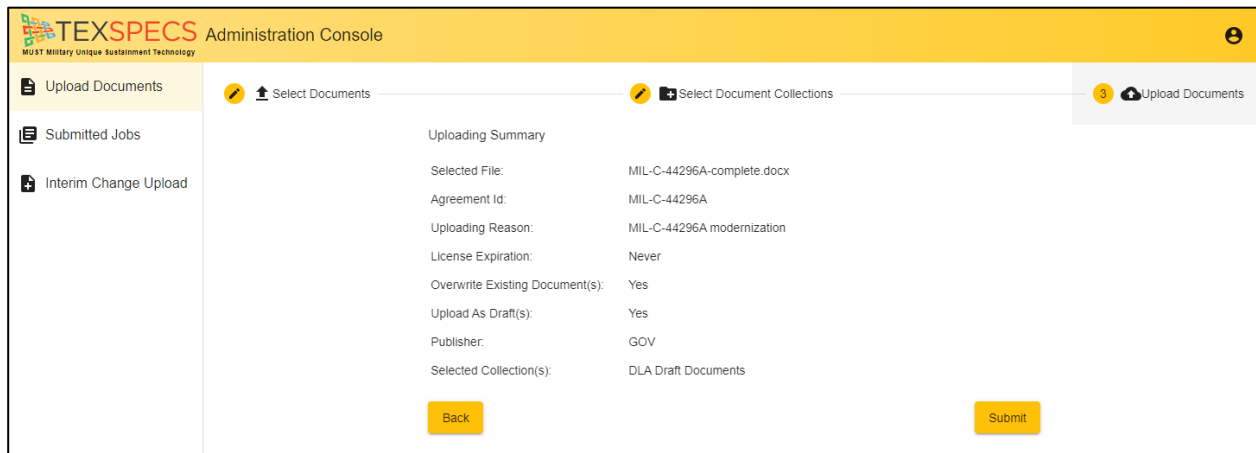 TEXSPECS Administration Console
MUST Military Unique Sustainment Technology
Upload Documents
Submitted Jobs
Interim Change Upload
Select Documents
Select Document Collections
3 Upload Documents
Uploading Summary
Selected File: MIL-C-44296A-complete.docx
Agreement Id: MIL-C-44296A
Uploading Reason: MIL-C-44296A modernization
License Expiration: Never
Overwrite Existing Document(s): Yes
Upload As Draft(s): Yes
Publisher: GOV
Selected Collection(s): DLA Draft Documents
Back Submit